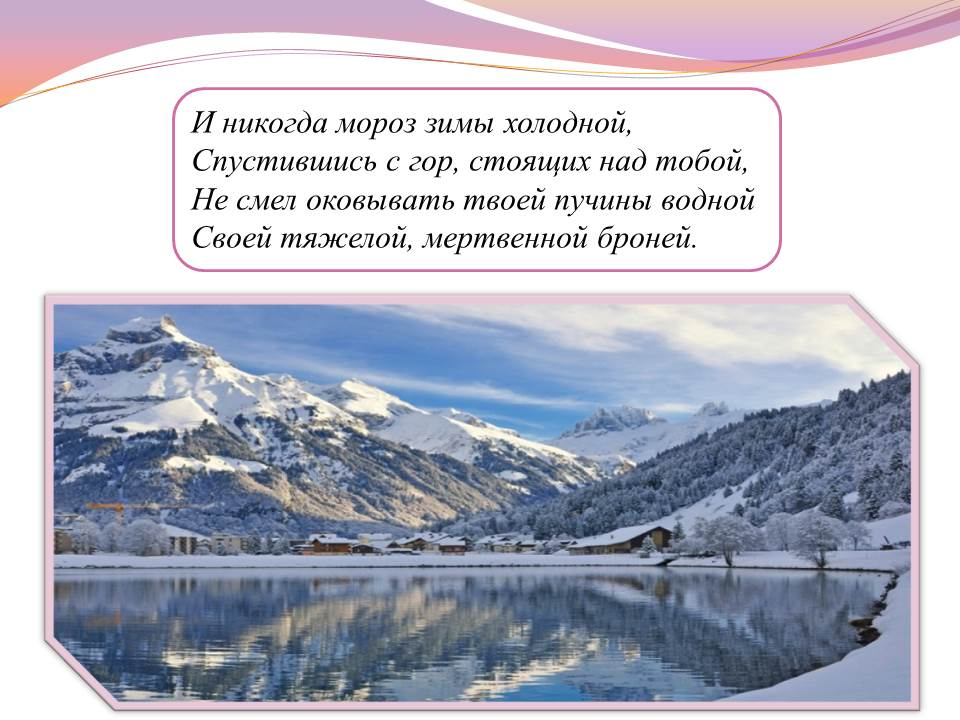 И никогда мороз зимы холодной,
Спустившись с гор, стоящих над тобой,
Не смел оковывать твоей пучины водной
Своей тяжелой, мертвенной броней.